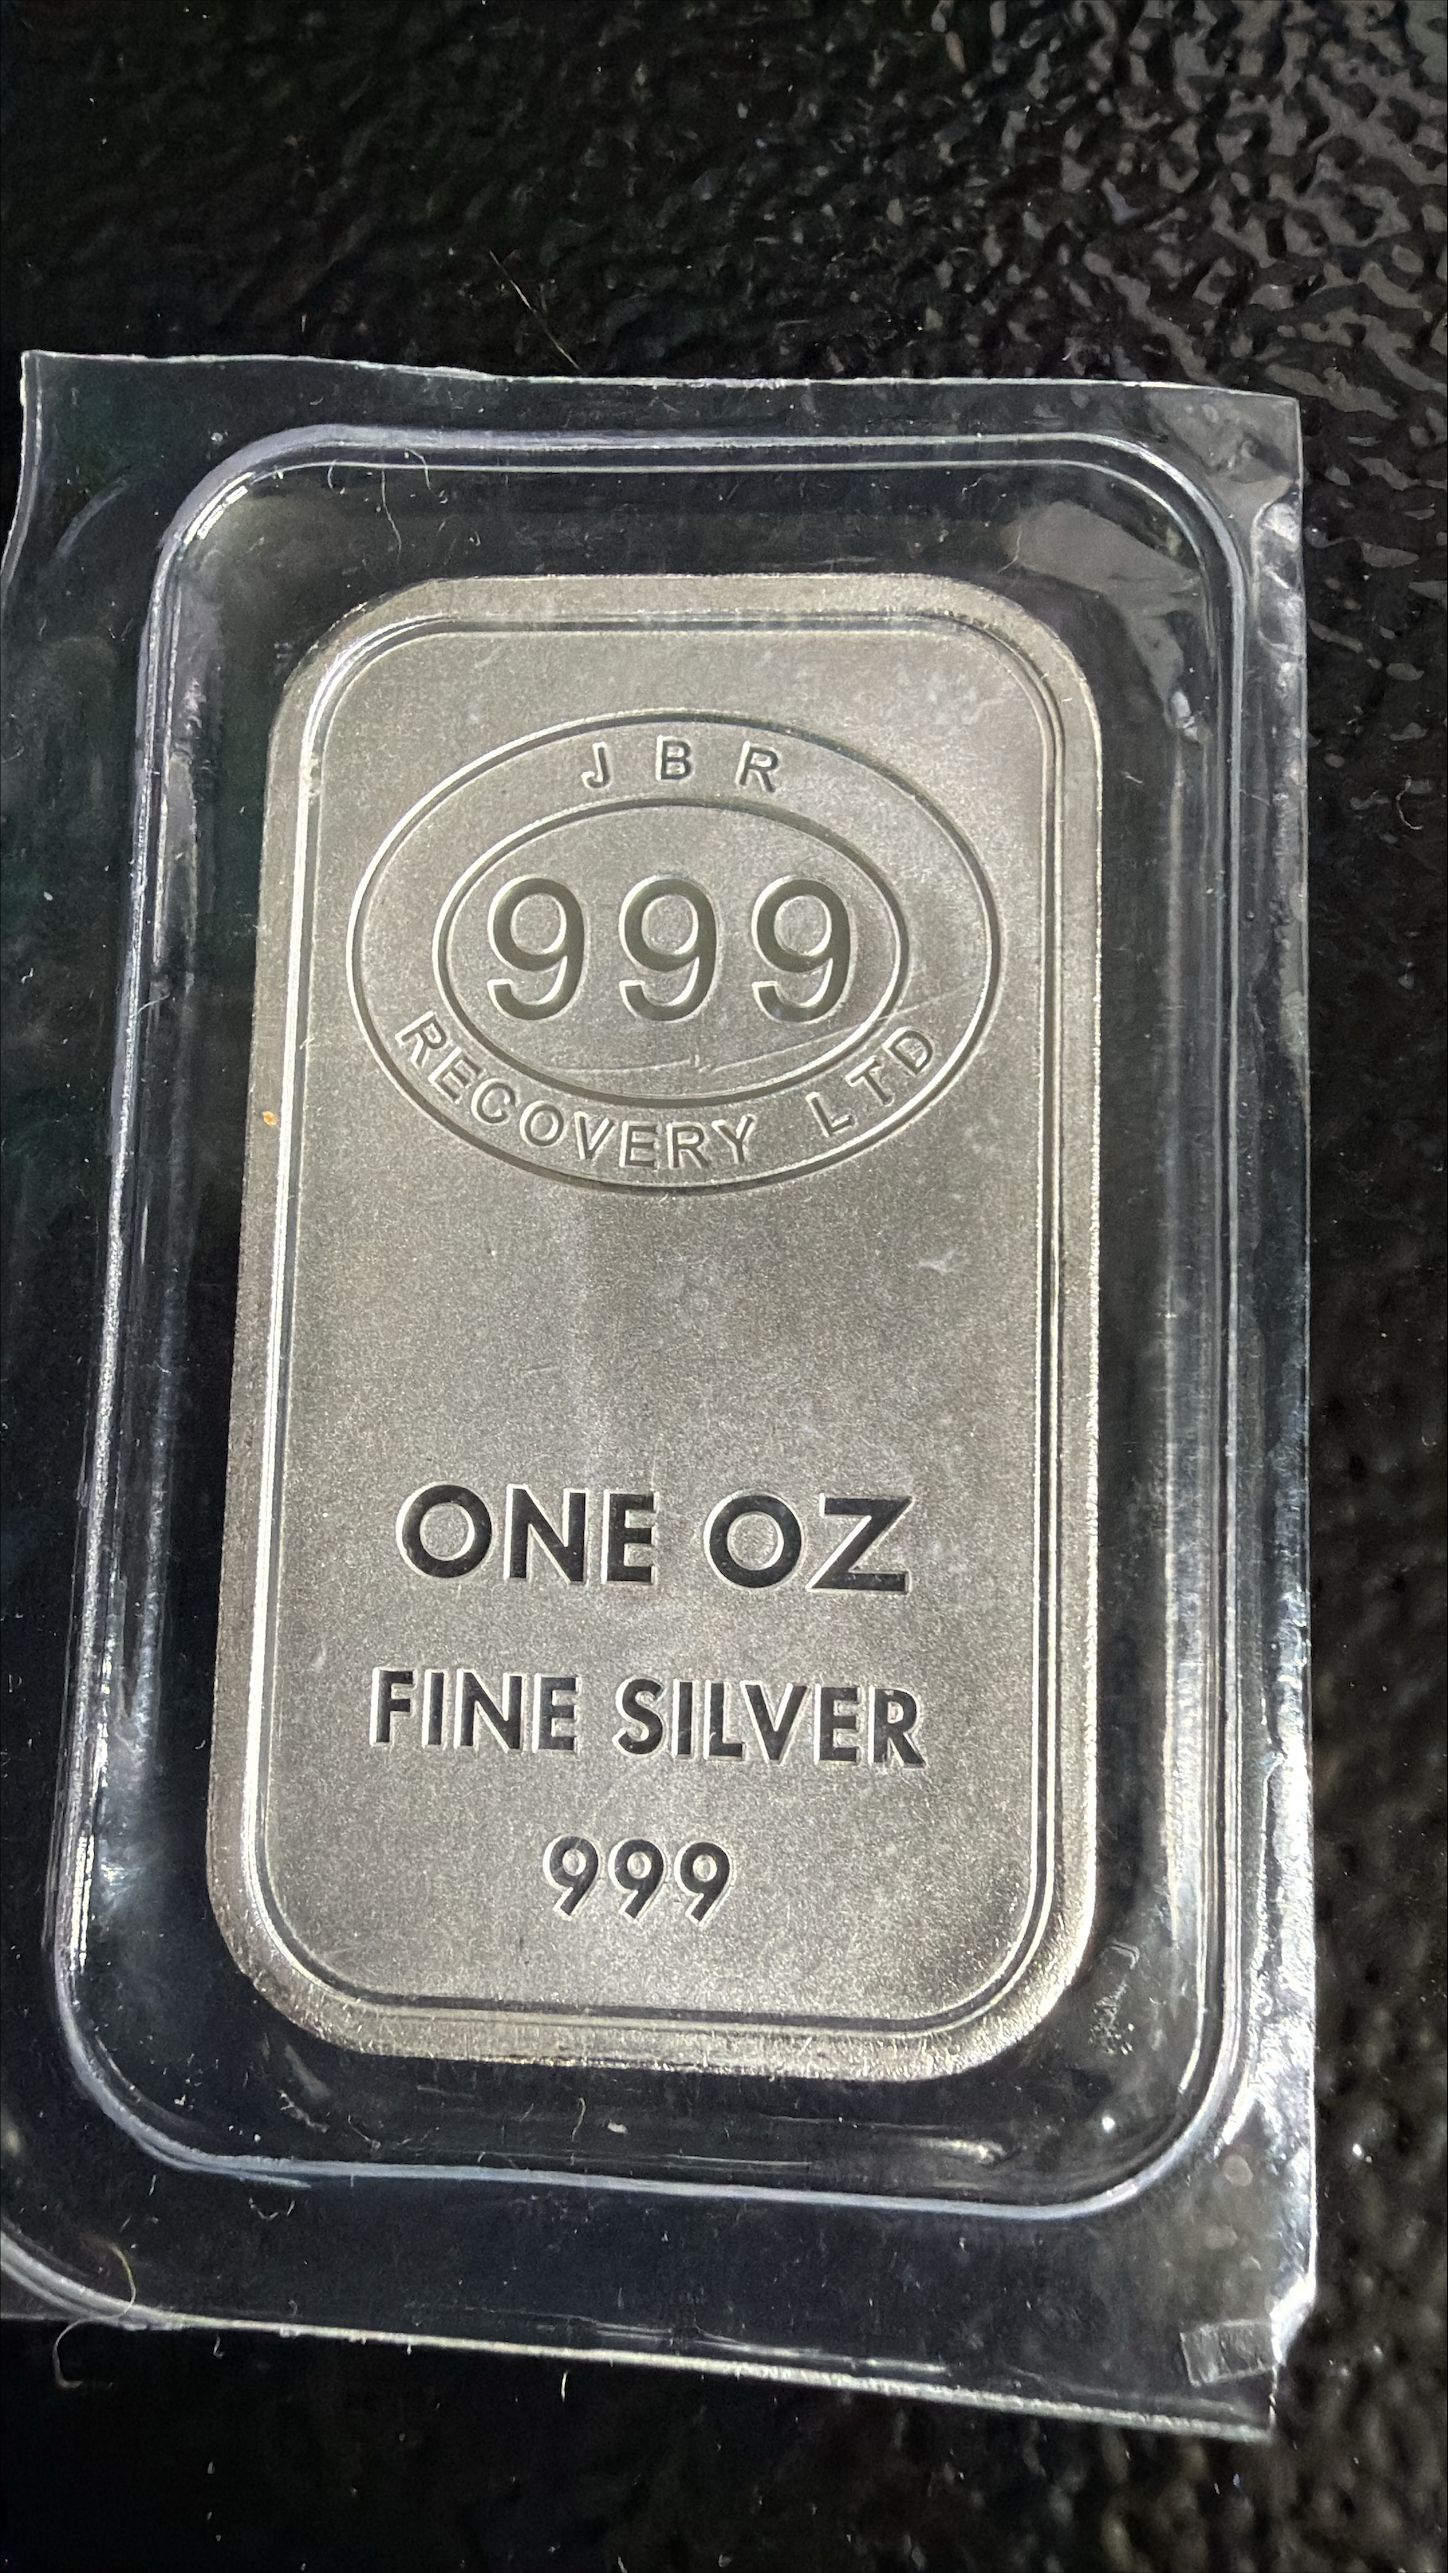 JBR
999
RECOVERY LTD
ONE OZ
FINE SILVER
999